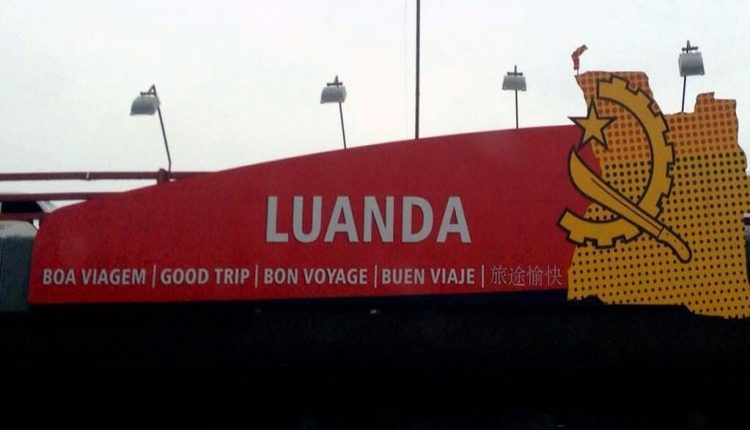 LUANDA
BOA VIAGEM | GOOD TRIP | BON VOYAGE | BUEN VIAJE | 旅途愉快